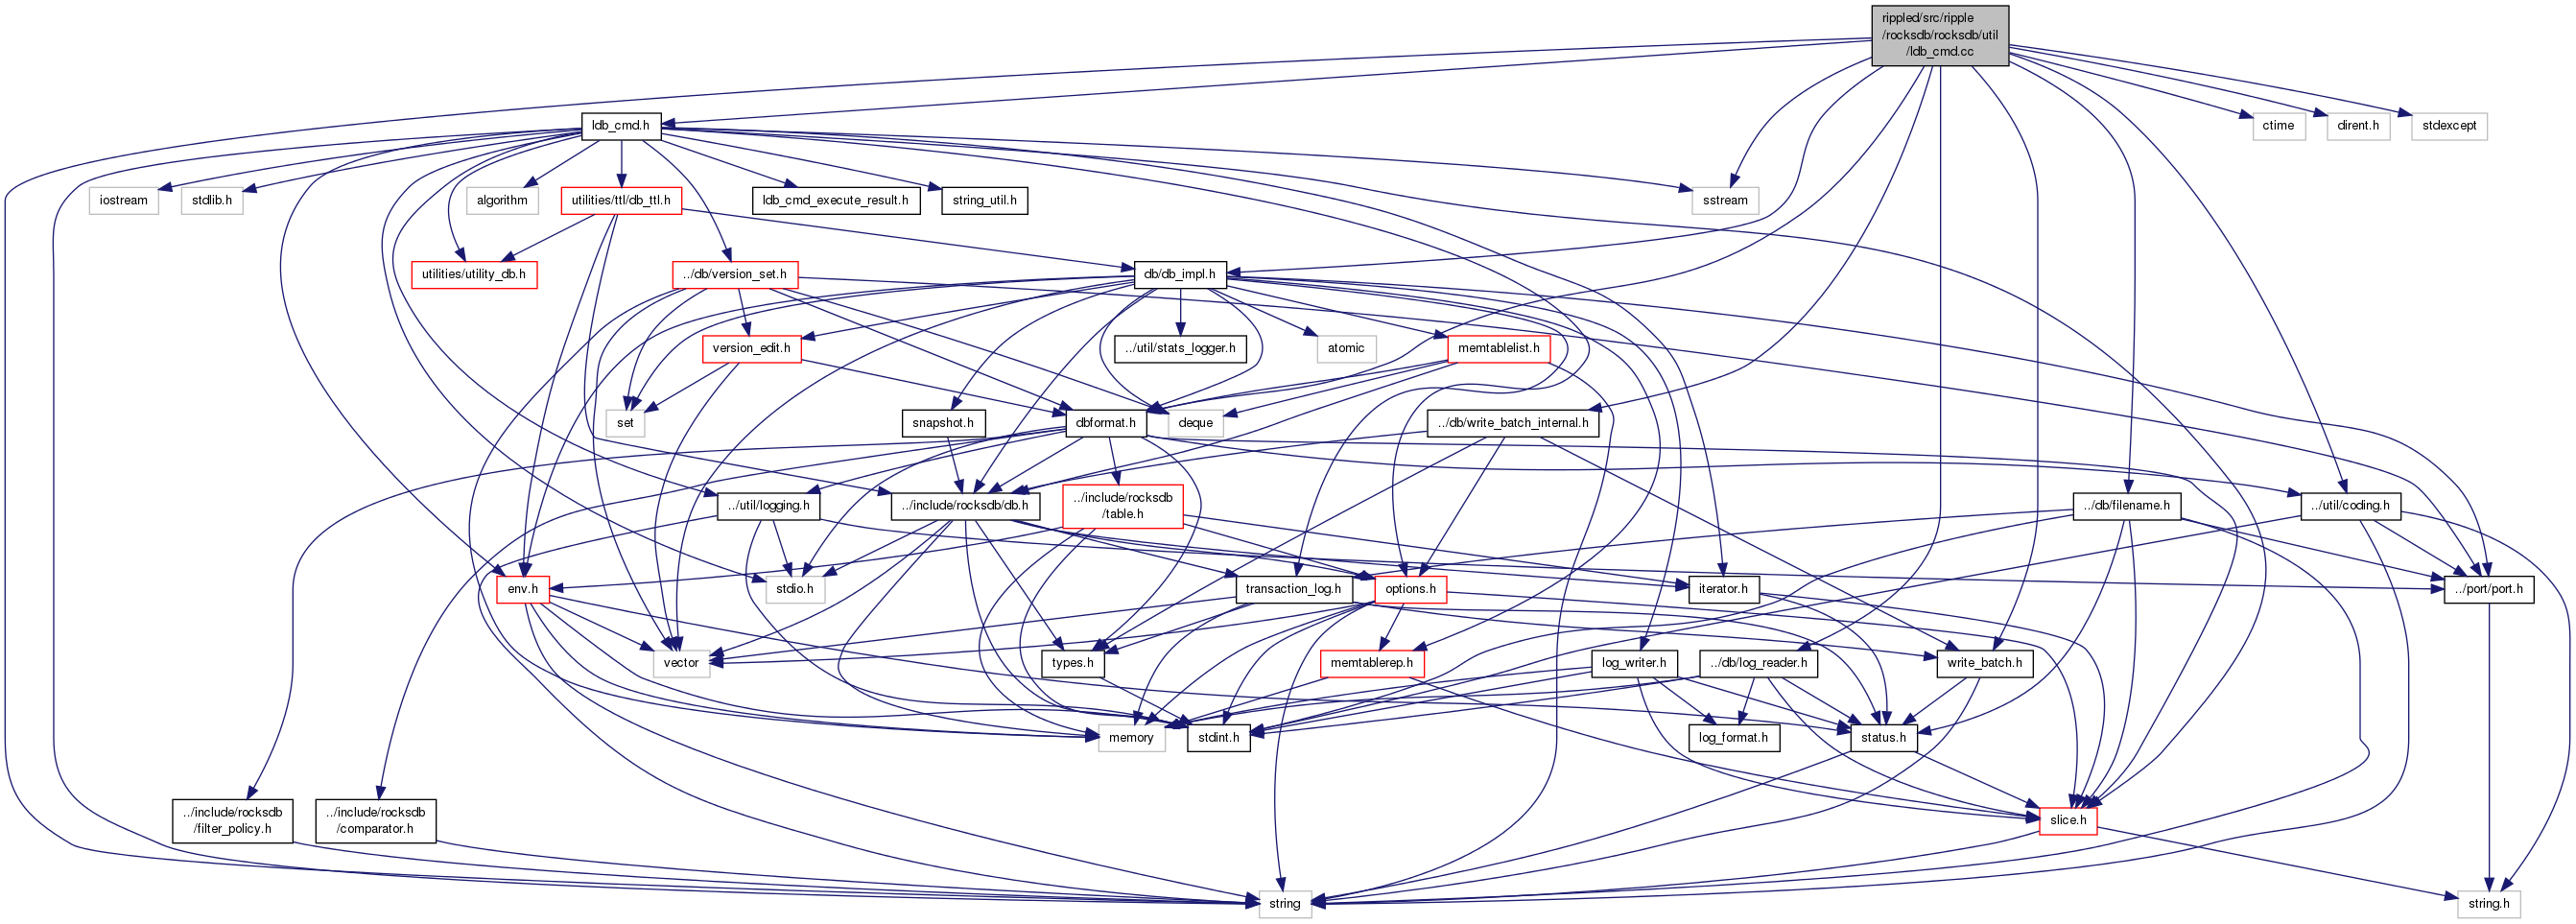 rippled/src/ripple
/rocksdb/rocksdb/util
/ldb_cmd.cc
ldb_cmd.h
ctime
dirent.h
stdexcept
iostream
stdlib.h
algorithm
utilities/ttl/db_ttl.h
ldb_cmd_execute_result.h
string_util.h
sstream
utilities/utility_db.h
../db/version_set.h
db/db_impl.h
version_edit.h
../util/stats_logger.h
atomic
memtablelist.h
set
snapshot.h
dbformat.h
deque
../db/write_batch_internal.h
../util/logging.h
../include/rocksdb/db.h
../include/rocksdb
/table.h
../db/filename.h
../util/coding.h
env.h
stdio.h
transaction_log.h
options.h
iterator.h
../port/port.h
vector
types.h
memtablerep.h
log_writer.h
../db/log_reader.h
write_batch.h
memory
stdint.h
log_format.h
status.h
../include/rocksdb
/filter_policy.h
../include/rocksdb
/comparator.h
slice.h
string
string.h